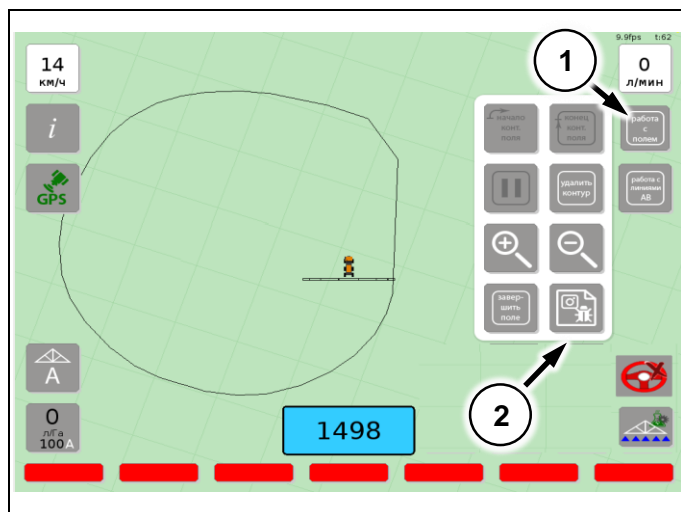 9.9fps t:62
1
14
км/ч
0
л/мин
i
GPS
начало
конт.
поля
конец
конт.
поля
работа
с
полем
удалить
контур
работа с
линиями
АВ
завер-
шить
поле
A
2
0
л/Га
100 A
1498